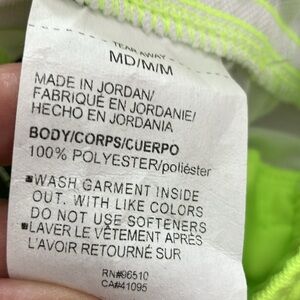 TEAR AWAY
MD/M/M
MADE IN JORDAN/
FABRIQUÉ EN JORDANIE/
HECHO EN JORDANIA
BODY/CORPS/CUERPO
100% POLYESTER/poliéster
■WASH GARMENT INSIDE
OUT. WITH LIKE COLORS
DO NOT USE SOFTENERS
■LAVER LE VÊTEMENT APRÈS
L'AVOIR RETOURNÉ SUR
RN#96510
CA#41095